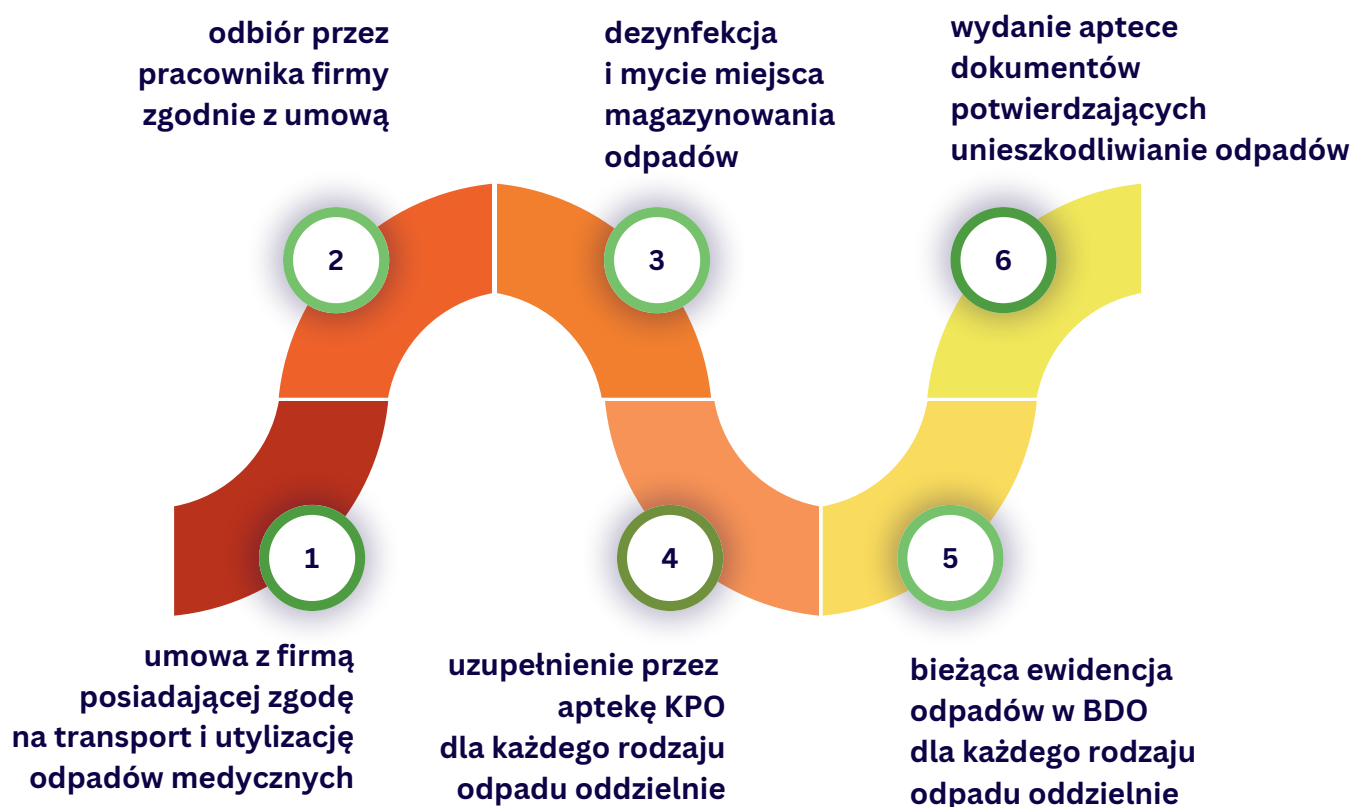 odbiór przez
pracownika firmy
zgodnie z umową
dezynfekcja
i mycie miejsca
magazynowania
odpadów
wydanie aptece
dokumentów
potwierdzających
unieszkodliwianie odpadów
2
3
6
1
4
5
umowa z firmą
posiadającej zgodę
na transport i utylizację
odpadów medycznych
uzupełnienie przez
aptekę KPO
dla każdego rodzaju
odpadu oddzielnie
bieżąca ewidencja
odpadów w BDO
dla każdego rodzaju
odpadu oddzielnie